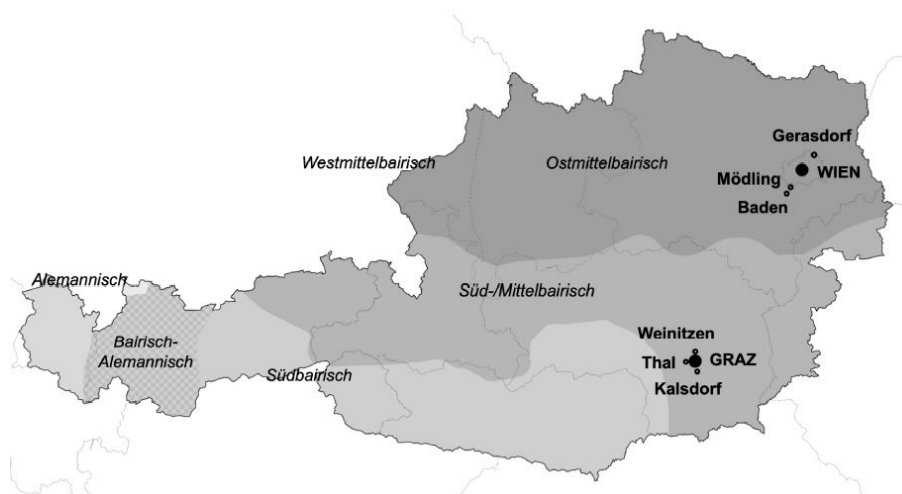 Gerasdorf
Westmittelbairisch
Ostmittelbairisch
WIEN
Mödling
Baden
Alemannisch
Süd-/Mittelbairisch
Weinitzen
Bairisch-
Alemannisch
Thal
GRAZ
Südbairisch
Kalsdorf